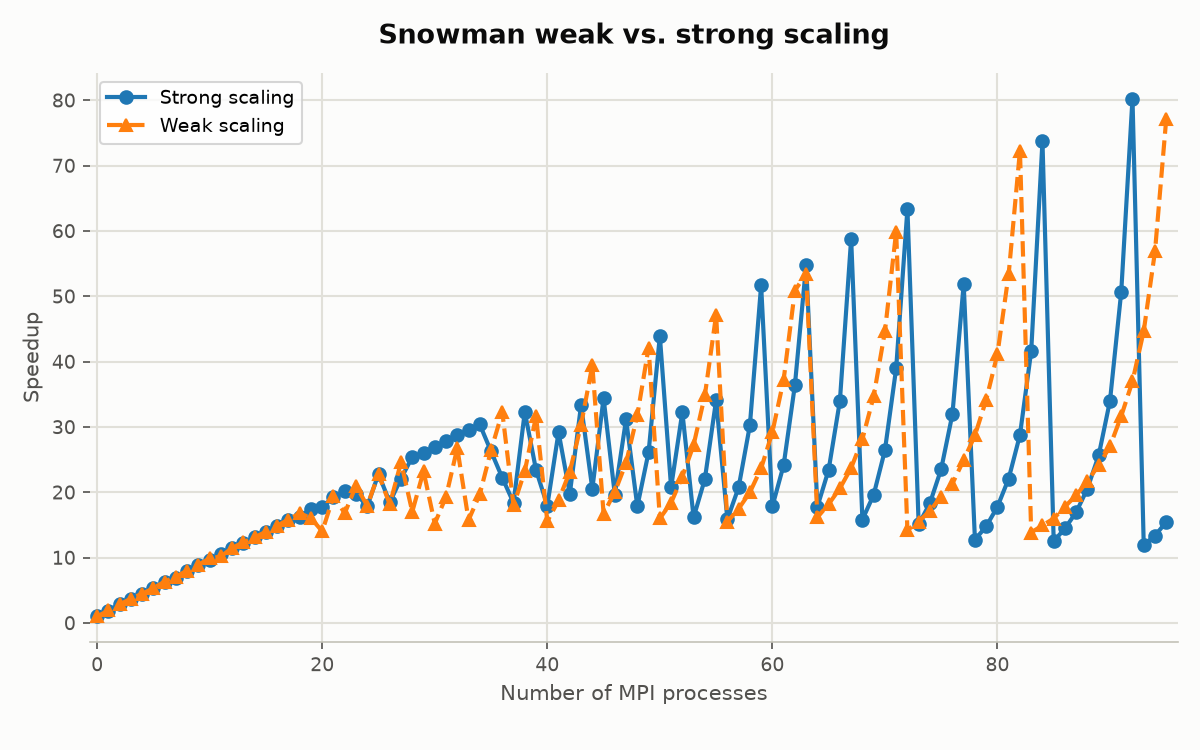 Snowman weak vs. strong scaling
Strong scaling
Weak scaling
Speedup
80
70
60
50
40
30
20
10
0
0 20 40 60 80
Number of MPI processes